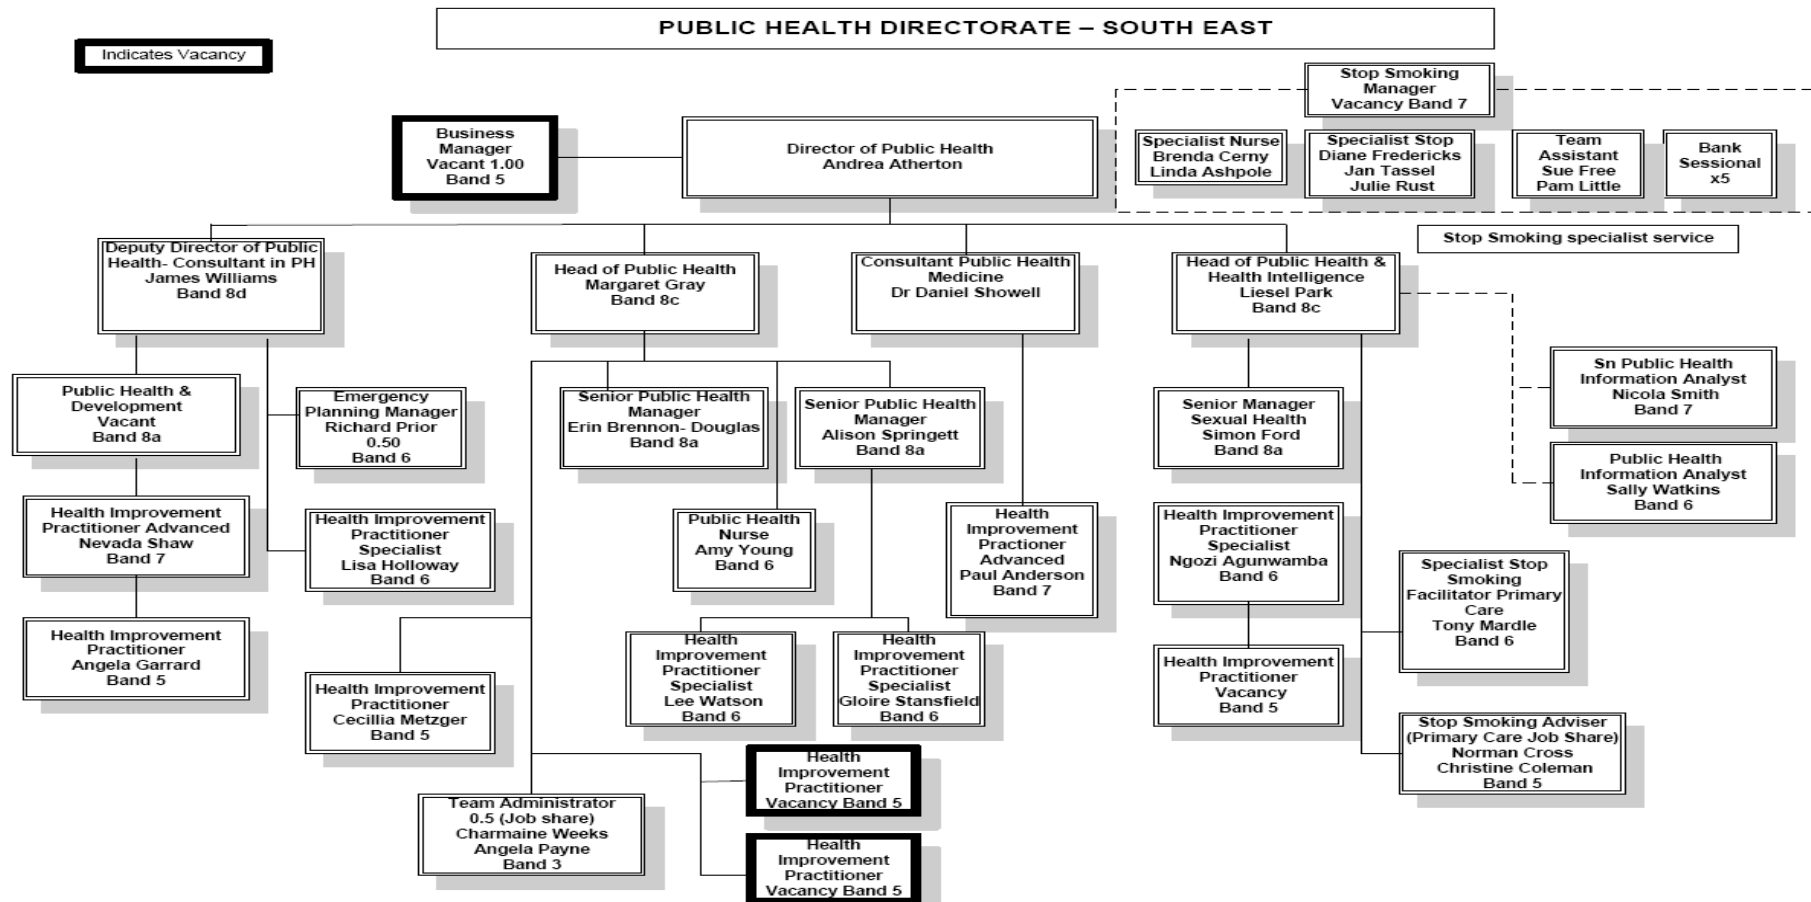 PUBLIC HEALTH DIRECTORATE – SOUTH EAST
Indicates Vacancy
Stop Smoking
Manager
Vacancy Band 7
Business
Manager
Vacant 1.00
Band 5
Director of Public Health
Andrea Atherton
Specialist Nurse
Brenda Cerny
Linda Ashpole
Specialist Stop
Diane Fredericks
Jan Tassel
Julie Rust
Team
Assistant
Sue Free
Pam Little
Bank
Sessional
x5
Stop Smoking specialist service
Deputy Director of Public
Health- Consultant in PH
James Williams
Band 8d
Head of Public Health
Margaret Gray
Band 8c
Consultant Public Health
Medicine
Dr Daniel Showell
Head of Public Health &
Health Intelligence
Liesel Park
Band 8c
Public Health &
Development
Vacant
Band 8a
Emergency
Planning Manager
Richard Prior
0.50
Band 6
Senior Public Health
Manager
Erin Brennon- Douglas
Band 8a
Senior Public Health
Manager
Alison Springett
Band 8a
Senior Manager
Sexual Health
Simon Ford
Band 8a
Sn Public Health
Information Analyst
Nicola Smith
Band 7
Public Health
Information Analyst
Sally Watkins
Band 6
Health Improvement
Practitioner Advanced
Nevada Shaw
Band 7
Health Improvement
Practitioner
Specialist
Lisa Holloway
Band 6
Public Health
Nurse
Amy Young
Band 6
Health
Improvement
Practioner
Advanced
Paul Anderson
Band 7
Health Improvement
Practitioner
Specialist
Ngozi Agunwamba
Band 6
Specialist Stop
Smoking
Facilitator Primary
Care
Tony Mardle
Band 6
Health Improvement
Practitioner
Angela Garrard
Band 5
Health Improvement
Practitioner
Cecillia Metzger
Band 5
Health
Improvement
Practitioner
Specialist
Lee Watson
Band 6
Health
Improvement
Practitioner
Specialist
Gloire Stansfield
Band 6
Health Improvement
Practitioner
Vacancy
Band 5
Stop Smoking Adviser
(Primary Care Job Share)
Norman Cross
Christine Coleman
Band 5
Team Administrator
0.5 (Job share)
Charmaine Weeks
Angela Payne
Band 3
Health
Improvement
Practitioner
Vacancy Band 5
Health
Improvement
Practitioner
Vacancy Band 5